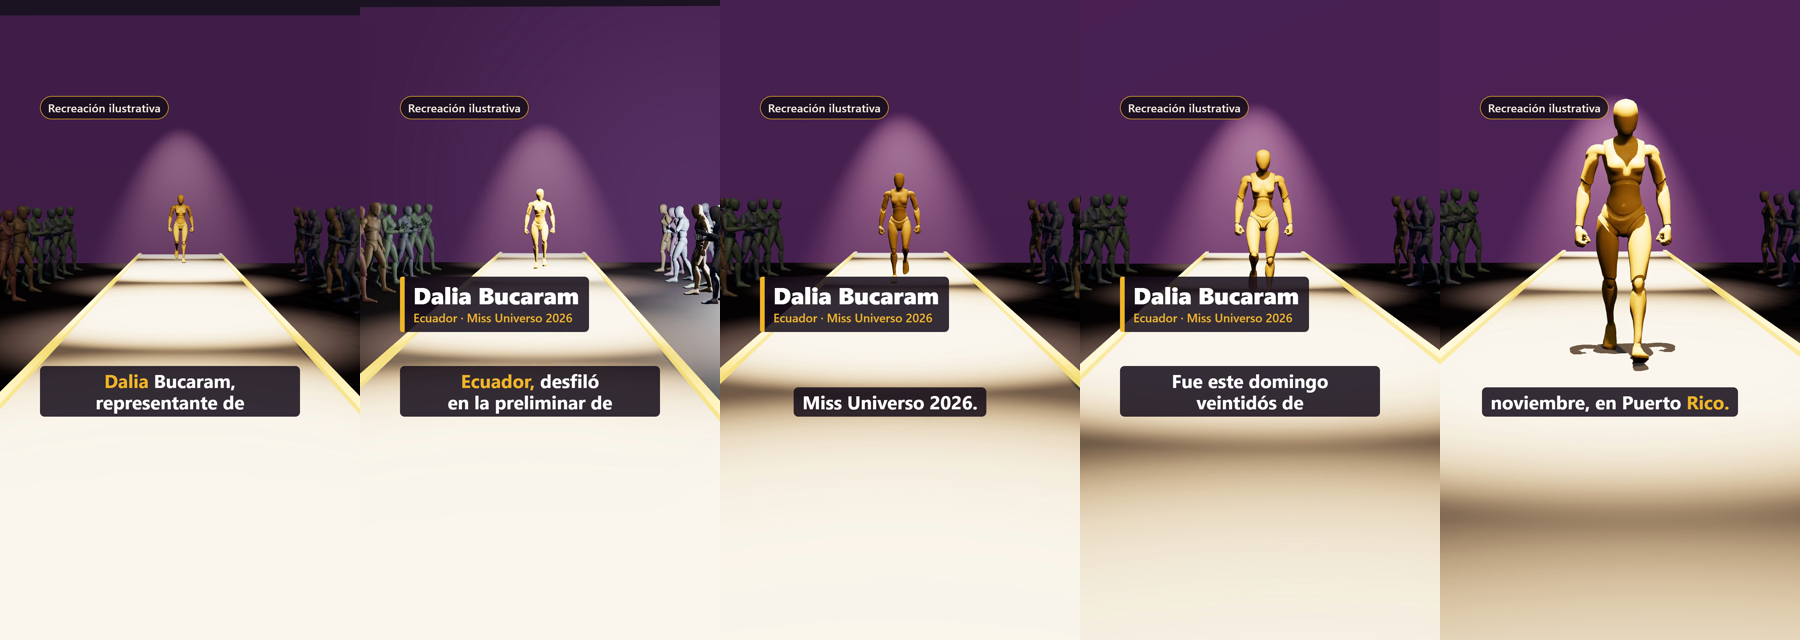 Recreación ilustrativa
Dalia Bucaram,
representante de
Recreación ilustrativa
Dalia Bucaram
Ecuador · Miss Universo 2026
Ecuador, desfiló
en la preliminar de
Recreación ilustrativa
Dalia Bucaram
Ecuador · Miss Universo 2026
Miss Universo 2026.
Recreación ilustrativa
Dalia Bucaram
Ecuador · Miss Universo 2026
Fue este domingo
veintidós de
Recreación ilustrativa
noviembre, en Puerto Rico.